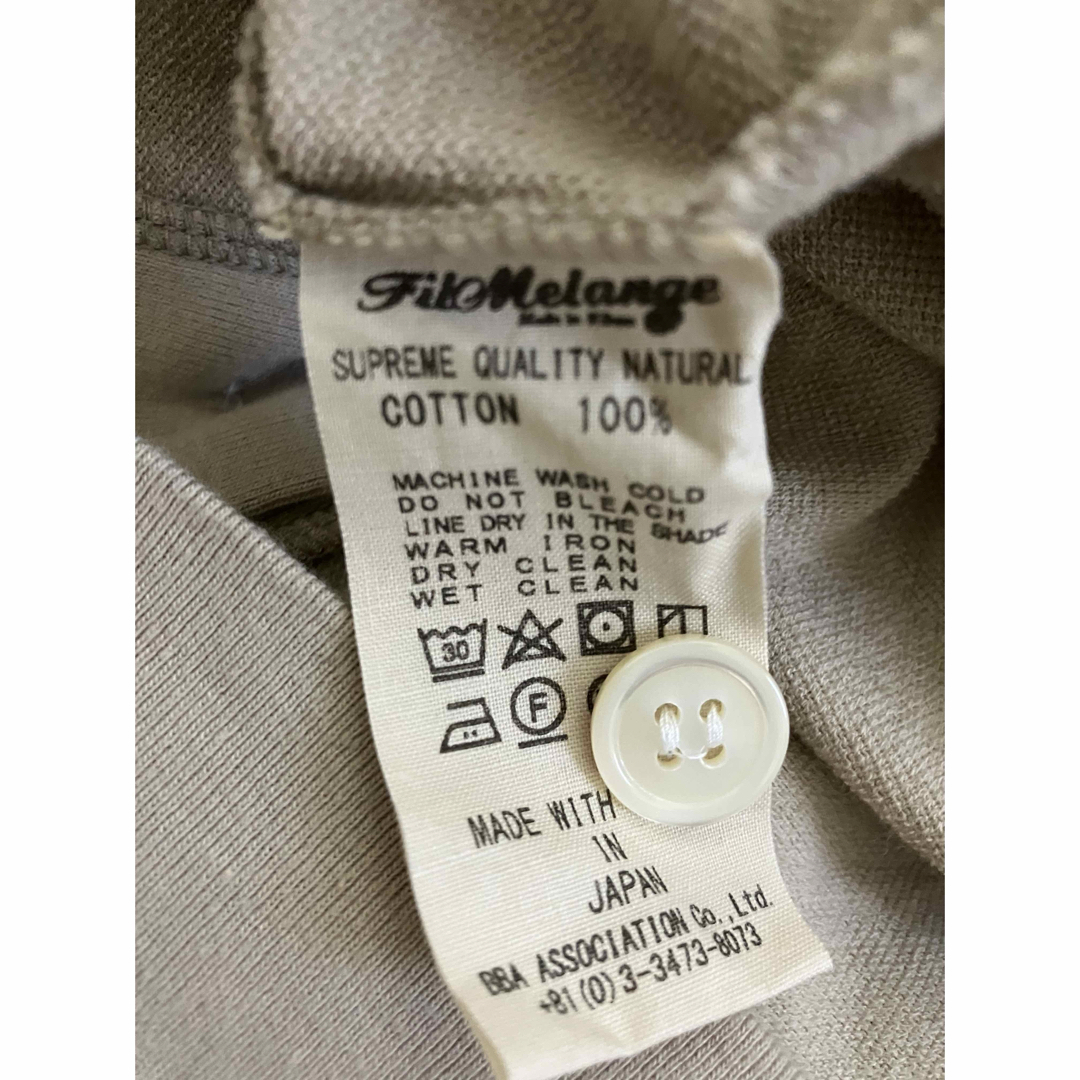 FilMelange
SUPREME QUALITY NATURAL
COTTON 100%
MACHINE WASH COLD
DO NOT BLEACH
LINE DRY IN THE SHADE
WARM IRON
DRY CLEAN
WET CLEAN
30
F
MADE WITH
IN
JAPAN
BBA ASSOCIATION Co., Ltd.
+81(0)3-3473-8073